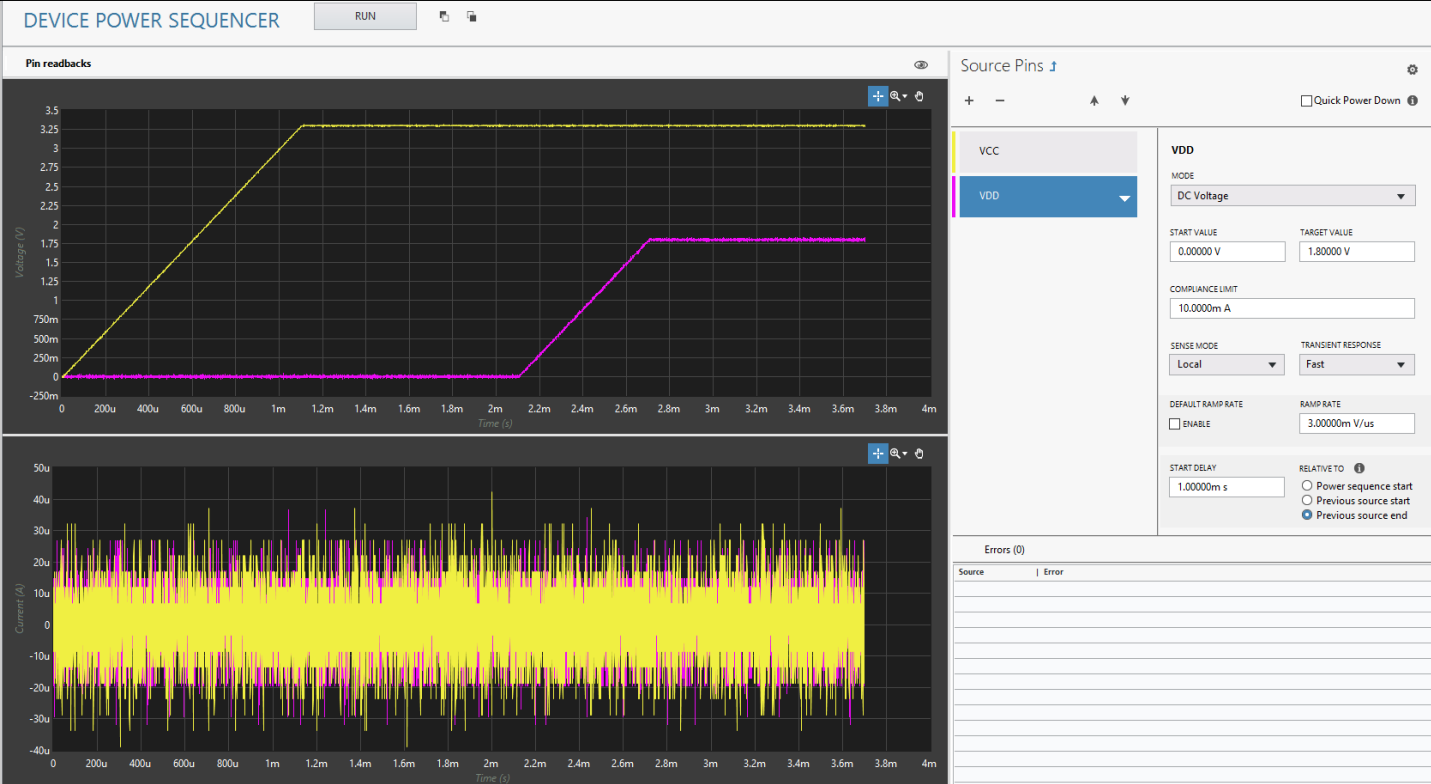 DEVICE POWER SEQUENCER
RUN
Pin readbacks
3.5
3.25
3
2.75
2.5
2.25
2
1.75
1.5
1.25
1
750m
500m
250m
0
-250m
Voltage (V)
0 200u 400u 600u 800u 1m 1.2m 1.4m 1.6m 1.8m 2m 2.2m 2.4m 2.6m 2.8m 3m 3.2m 3.4m 3.6m 3.8m 4m
Time (s)
50u
40u
30u
20u
10u
0
-10u
-20u
-30u
-40u
Current (A)
0 200u 400u 600u 800u 1m 1.2m 1.4m 1.6m 1.8m 2m 2.2m 2.4m 2.6m 2.8m 3m 3.2m 3.4m 3.6m 3.8m 4m
Time (s)
Source Pins
Quick Power Down
VCC
VDD
VDD
MODE
DC Voltage
START VALUE TARGET VALUE
0.00000 V 1.80000 V
COMPLIANCE LIMIT
10.0000m A
SENSE MODE TRANSIENT RESPONSE
Local Fast
DEFAULT RAMP RATE RAMP RATE
ENABLE 3.00000m V/us
START DELAY RELATIVE TO
1.00000m s Power sequence start
Previous source start
Previous source end
Errors (0)
Source | Error